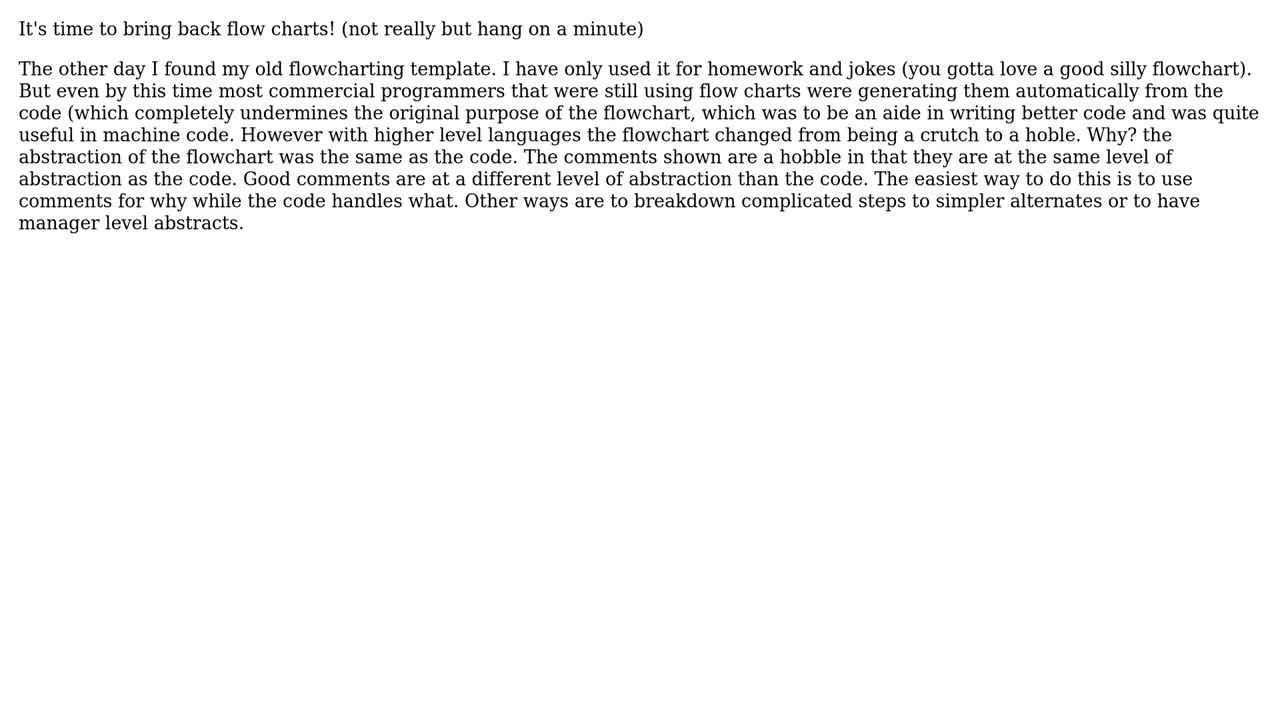 It's time to bring back flow charts! (not really but hang on a minute)
The other day I found my old flowcharting template. I have only used it for homework and jokes (you gotta love a good silly flowchart).
But even by this time most commercial programmers that were still using flow charts were generating them automatically from the
code (which completely undermines the original purpose of the flowchart, which was to be an aide in writing better code and was quite
useful in machine code. However with higher level languages the flowchart changed from being a crutch to a hoble. Why? the
abstraction of the flowchart was the same as the code. The comments shown are a hobble in that they are at the same level of
abstraction as the code. Good comments are at a different level of abstraction than the code. The easiest way to do this is to use
comments for why while the code handles what. Other ways are to breakdown complicated steps to simpler alternates or to have
manager level abstracts.